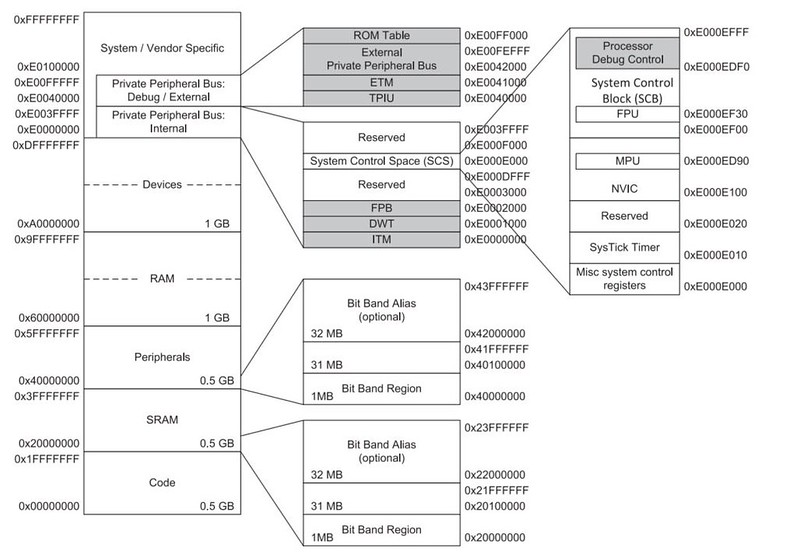 0xFFFFFFFF
System / Vendor Specific
0xE0100000
0xE00FFFFF
Private Peripheral Bus:
Debug / External
0xE0040000
0xE003FFFF
Private Peripheral Bus:
Internal
0xE0000000
0xDFFFFFFF
Devices
0xA0000000
1 GB
0x9FFFFFFF
RAM
0x60000000
1 GB
0x5FFFFFFF
Peripherals
0x40000000
0.5 GB
0x3FFFFFFF
SRAM
0x20000000
0.5 GB
0x1FFFFFFF
Code
0x00000000
0.5 GB
ROM Table
0xE00FF000
External
Private Peripheral Bus
0xE00FEFFF
0xE0042000
ETM
0xE0041000
TPIU
0xE0040000
Reserved
0xE003FFFF
0xE000F000
System Control Space (SCS)
0xE000E000
Reserved
0xE000DFFF
0xE0003000
FPB
0xE0002000
DWT
0xE0001000
ITM
0xE0000000
0x43FFFFFF
Bit Band Alias
(optional)
32 MB
0x42000000
0x41FFFFFF
31 MB
0x40100000
Bit Band Region
1MB
0x40000000
0x23FFFFFF
Bit Band Alias
(optional)
32 MB
0x22000000
0x21FFFFFF
31 MB
0x20100000
Bit Band Region
1MB
0x20000000
0xE000EFFF
Processor
Debug Control
0xE000EDF0
System Control
Block (SCB)
FPU
0xE000EF30
0xE000EF00
MPU
0xE000ED90
NVIC
0xE000E100
Reserved
0xE000E020
SysTick Timer
0xE000E010
Misc system control
registers
0xE000E000